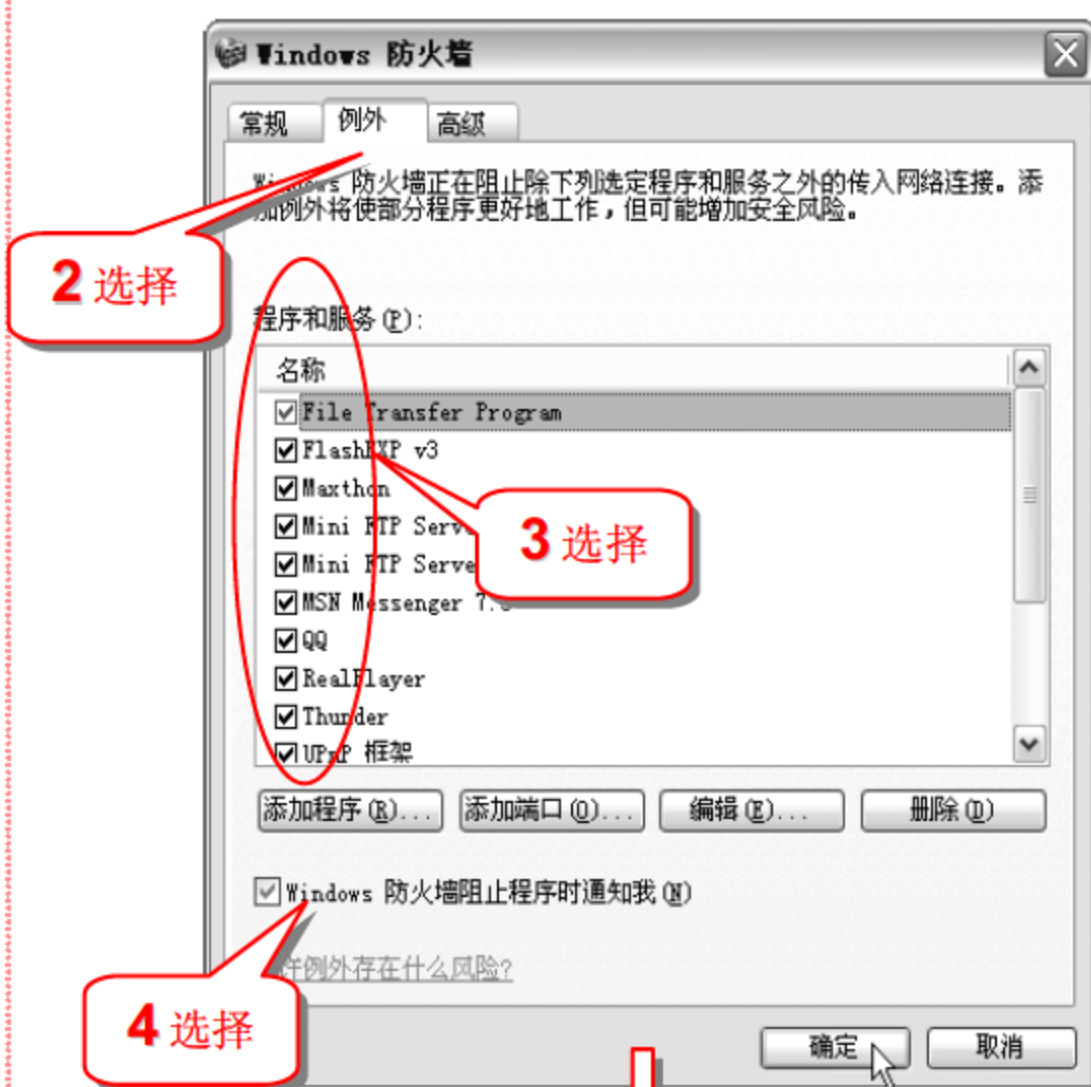 Windows 防火墙
常规 例外 高级
防火墙正在阻止除下列选定程序和服务之外的传入网络连接。添
加例外将使部分程序更好地工作，但可能增加安全风险。
2 选择
程序和服务(P):
名称
File Transfer Program
FlashFXP v3
Maxthon
Mini FTP Serve
3 选择
Mini FTP Serve
MSN Messenger 7.
QQ
RealPlayer
Thunder
UPnP 框架
添加程序(R)... 添加端口(O)... 编辑(E)... 删除(D)
Windows 防火墙阻止程序时通知我(N)
许例外存在什么风险?
4 选择
确定 取消